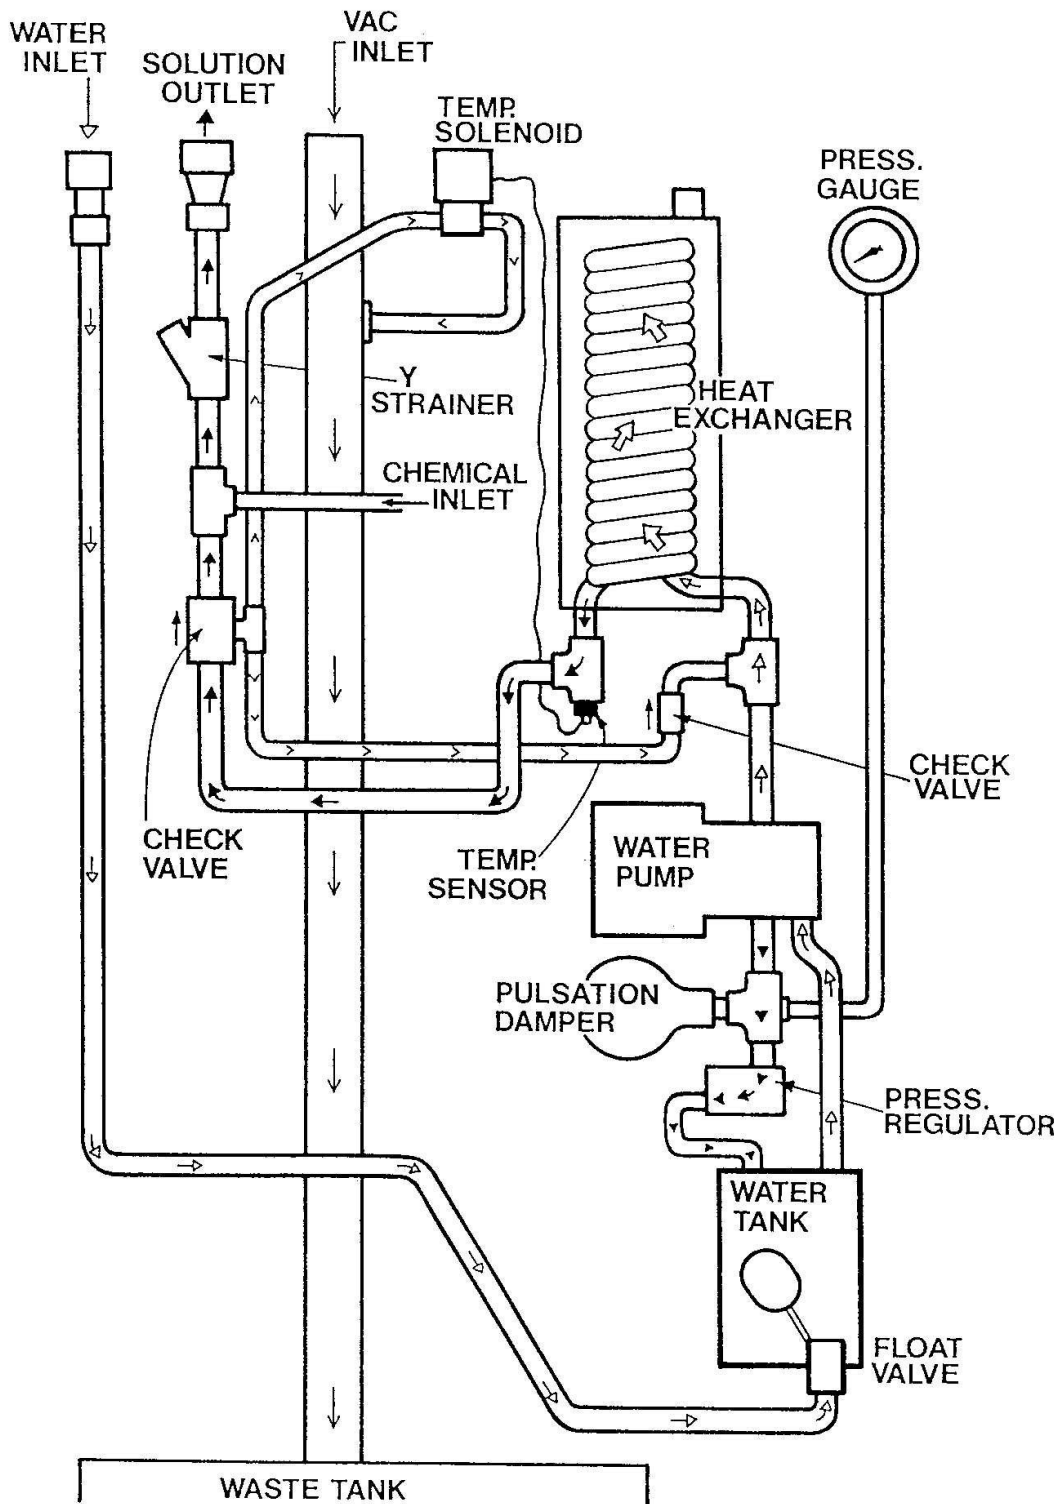 WATER
INLET
SOLUTION
OUTLET
VAC
INLET
TEMP.
SOLENOID
PRESS.
GAUGE
Y
STRAINER
HEAT
EXCHANGER
CHEMICAL
INLET
CHECK
VALVE
CHECK
VALVE
TEMP.
SENSOR
WATER
PUMP
PULSATION
DAMPER
PRESS.
REGULATOR
WATER
TANK
FLOAT
VALVE
WASTE TANK